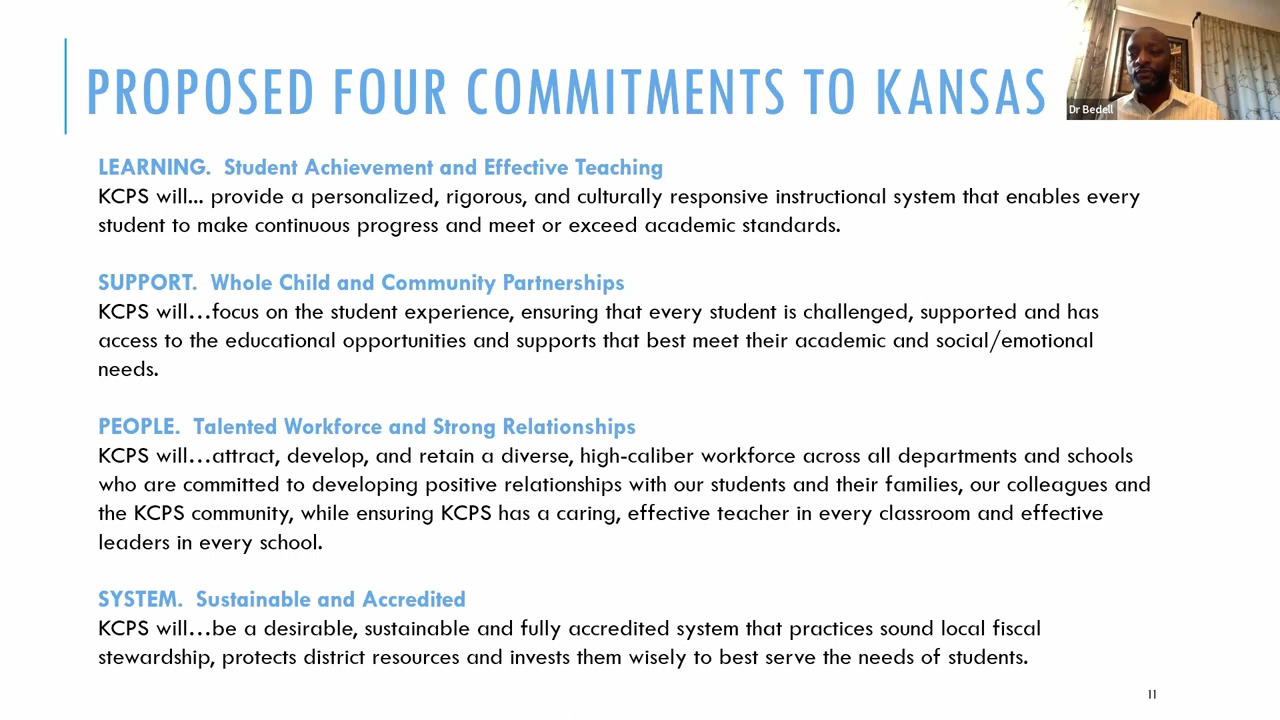 PROPOSED FOUR COMMITMENTS TO KANSAS
Dr Bedell
LEARNING. Student Achievement and Effective Teaching
KCPS will... provide a personalized, rigorous, and culturally responsive instructional system that enables every
student to make continuous progress and meet or exceed academic standards.
SUPPORT. Whole Child and Community Partnerships
KCPS will…focus on the student experience, ensuring that every student is challenged, supported and has
access to the educational opportunities and supports that best meet their academic and social/emotional
needs.
PEOPLE. Talented Workforce and Strong Relationships
KCPS will…attract, develop, and retain a diverse, high-caliber workforce across all departments and schools
who are committed to developing positive relationships with our students and their families, our colleagues and
the KCPS community, while ensuring KCPS has a caring, effective teacher in every classroom and effective
leaders in every school.
SYSTEM. Sustainable and Accredited
KCPS will…be a desirable, sustainable and fully accredited system that practices sound local fiscal
stewardship, protects district resources and invests them wisely to best serve the needs of students.
11